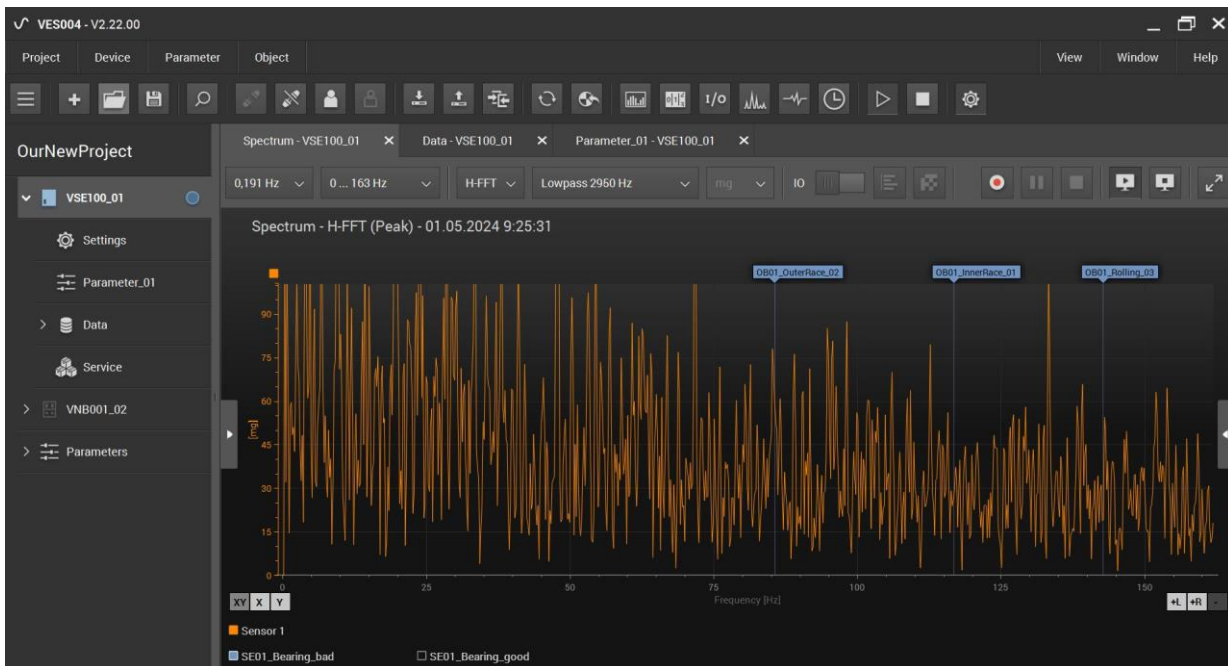 VES004 - V2.22.00
Project Device Parameter Object View Window Help
I/O
OurNewProject
VSE100_01
Settings
Parameter_01
Data
Service
VNB001_02
Parameters
Spectrum - VSE100_01 Data - VSE100_01 Parameter_01 - VSE100_01
0,191 Hz 0 ... 163 Hz H-FFT Lowpass 2950 Hz mg IO
Spectrum - H-FFT (Peak) - 01.05.2024 9:25:31
OB01_OuterRace_02 OB01_InnerRace_01 OB01_Rolling_03
90
75
60
45
30
15
0
[mg]
0 25 50 75 100 125 150
Frequency [Hz]
XY X Y +L +R -
Sensor 1
SE01_Bearing_bad SE01_Bearing_good